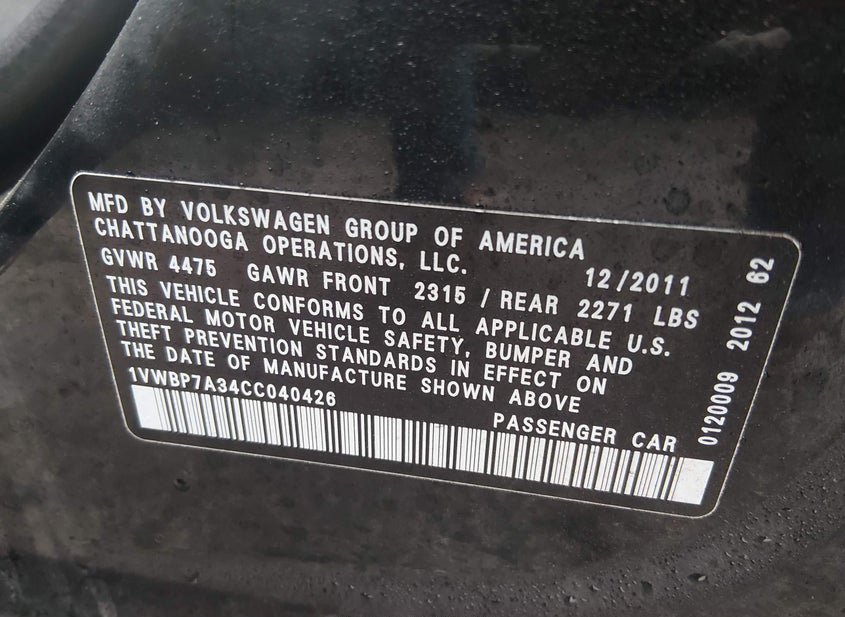 MFD BY VOLKSWAGEN GROUP OF AMERICA
CHATTANOOGA OPERATIONS, LLC. 12/2011
GVWR 4475 GAWR FRONT 2315 / REAR 2271 LBS
THIS VEHICLE CONFORMS TO ALL APPLICABLE U.S.
FEDERAL MOTOR VEHICLE SAFETY, BUMPER AND
THEFT PREVENTION STANDARDS IN EFFECT ON
THE DATE OF MANUFACTURE SHOWN ABOVE
1VWBP7A34CC040426 PASSENGER CAR
0120009 2012 62